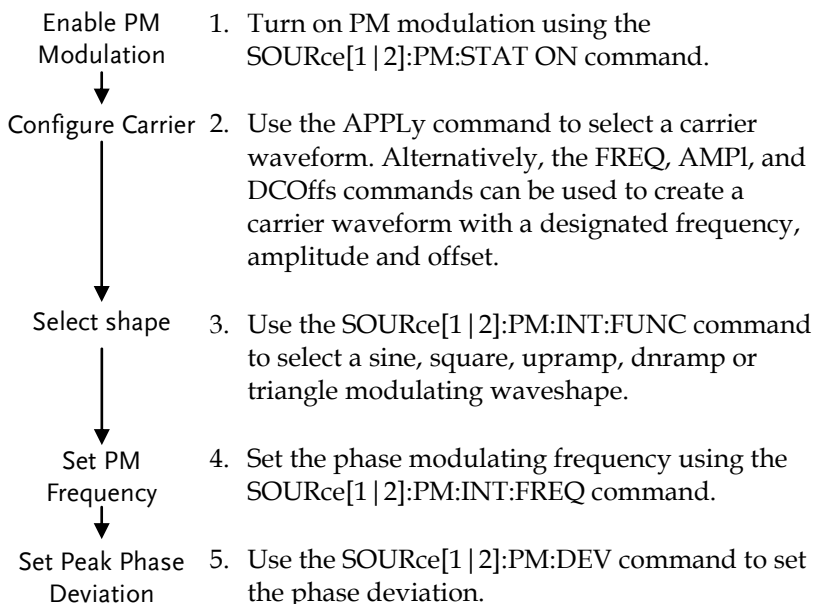 Enable PM
Modulation
1. Turn on PM modulation using the
SOURce[1|2]:PM:STAT ON command.
Configure Carrier
2. Use the APPLy command to select a carrier
waveform. Alternatively, the FREQ, AMPl, and
DCOffs commands can be used to create a
carrier waveform with a designated frequency,
amplitude and offset.
Select shape
3. Use the SOURce[1|2]:PM:INT:FUNC command
to select a sine, square, upramp, dnramp or
triangle modulating waveshape.
Set PM
Frequency
4. Set the phase modulating frequency using the
SOURce[1|2]:PM:INT:FREQ command.
Set Peak Phase
Deviation
5. Use the SOURce[1|2]:PM:DEV command to set
the phase deviation.